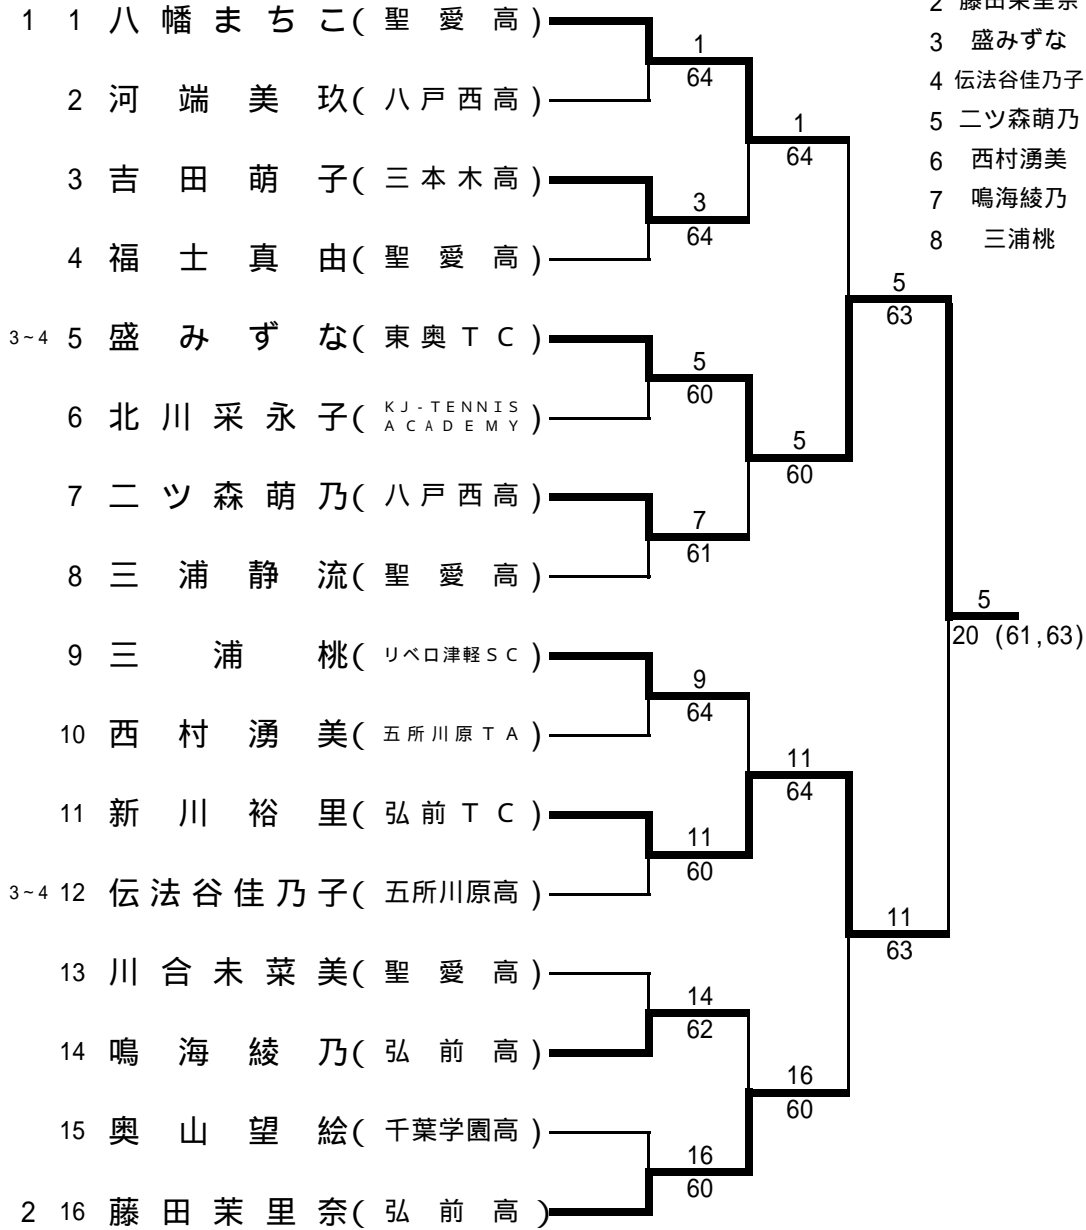 1 1 八幡まちこ(聖愛高)
2 藤田茉里奈
3 盛みずな
1
64
4 伝法谷佳乃子
2 河端美玖(八戸西高)
5 二ツ森萌乃
1
64
6 西村湧美
3 吉田萌子(三本木高)
7 鳴海綾乃
3
64
8 三浦桃
4 福士真由(聖愛高)
5
63
3~4 5 盛みずな(東奥TC)
5
60
6 北川采永子(KJ-TENNIS ACADEMY)
5
60
7 二ツ森萌乃(八戸西高)
7
61
8 三浦静流(聖愛高)
5
20 (61,63)
9 三浦桃(リベロ津軽SC)
9
64
10 西村湧美(五所川原TA)
11
64
11 新川裕里(弘前TC)
11
60
3~4 12 伝法谷佳乃子(五所川原高)
11
63
13 川合未菜美(聖愛高)
14
62
14 鳴海綾乃(弘前高)
16
60
15 奥山望絵(千葉学園高)
16
60
2 16 藤田茉里奈(弘前高)